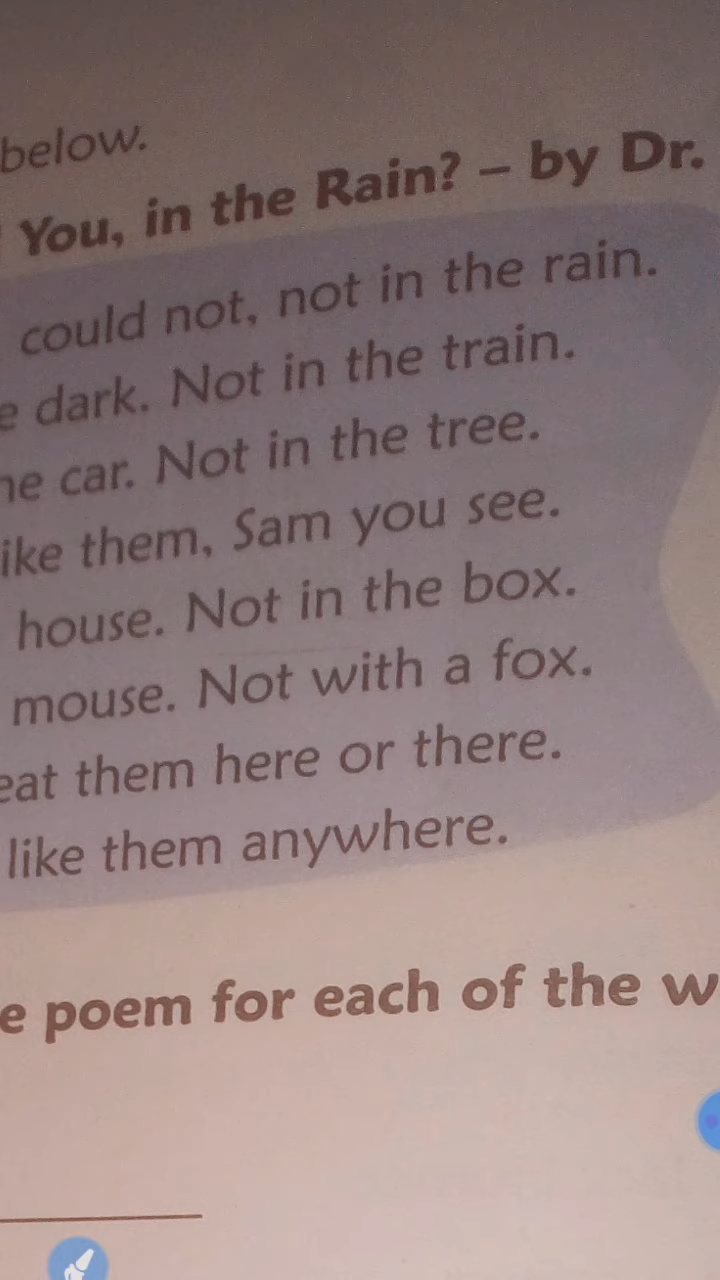 below.
You, in the Rain? – by Dr.
could not, not in the rain.
dark. Not in the train.
car. Not in the tree.
them, Sam you see.
house. Not in the box.
mouse. Not with a fox.
them here or there.
like them anywhere.
poem for each of the